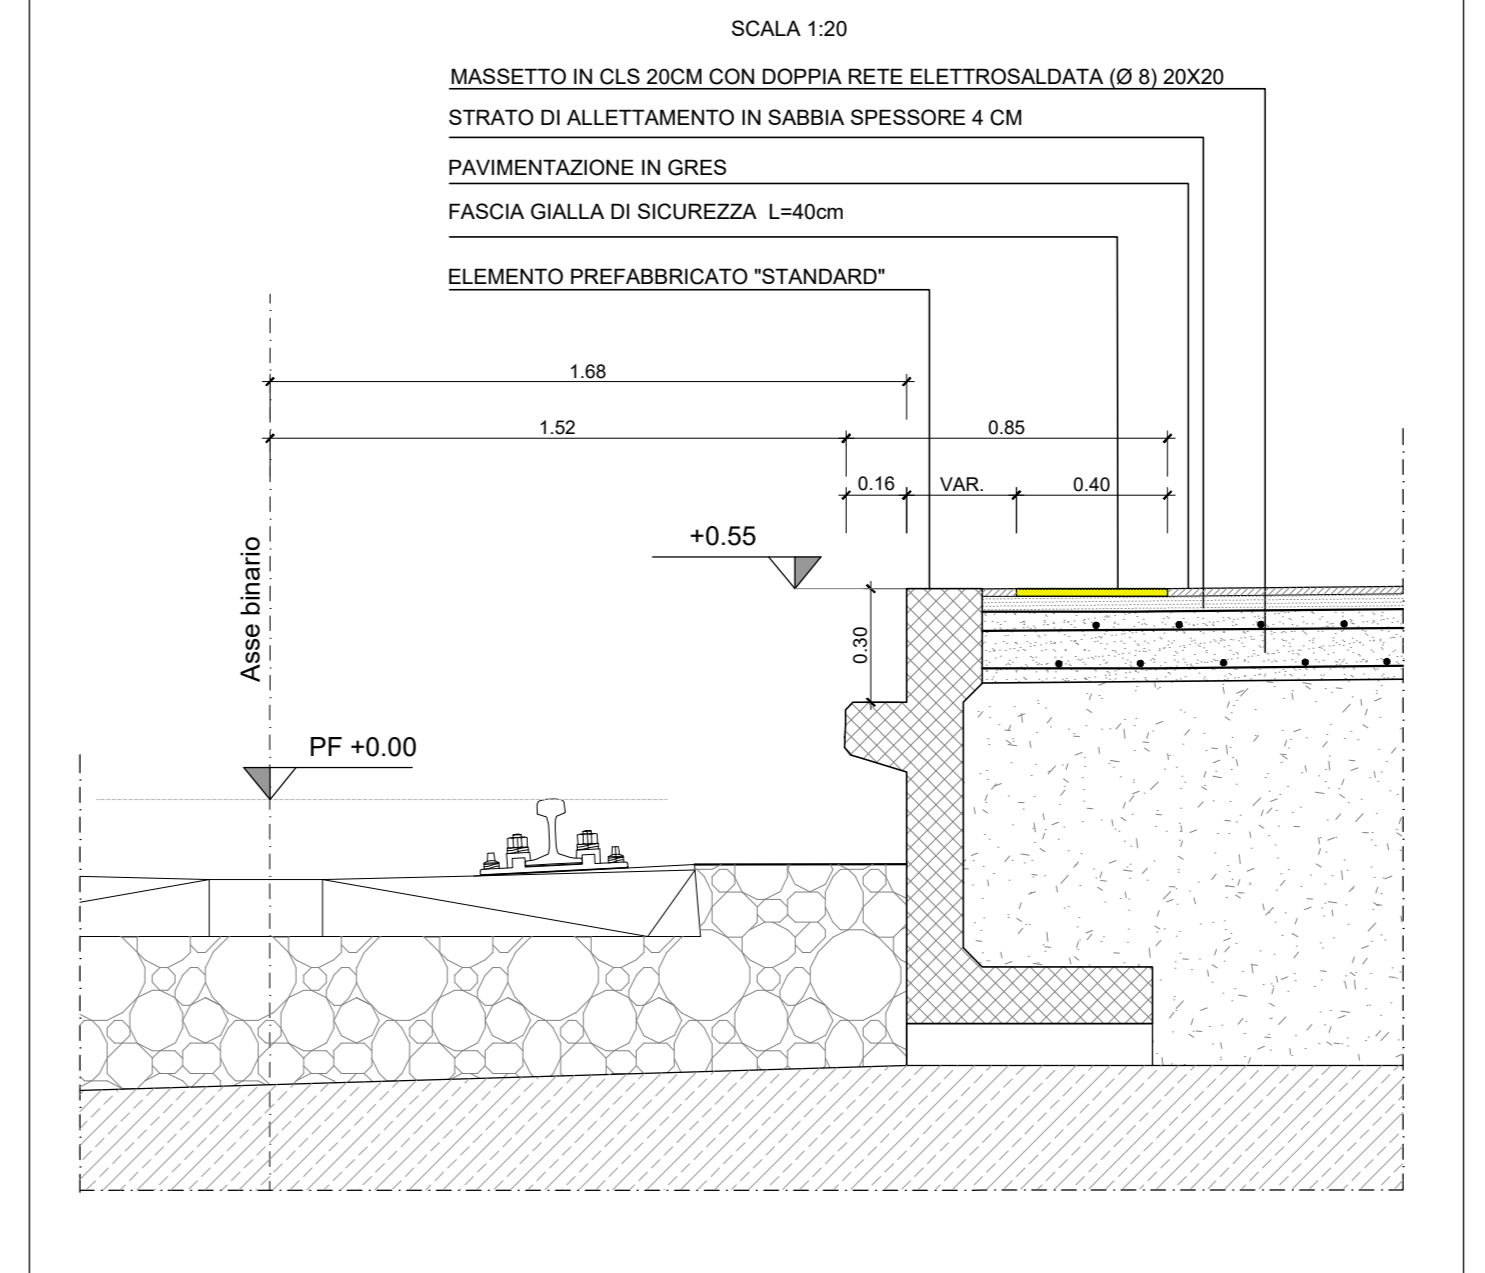 SCALA 1:20
MASSETTO IN CLS 20CM CON DOPPIA RETE ELETTROSALDATA (Ø 8) 20X20
STRATO DI ALLETTAMENTO IN SABBIA SPESSORE 4 CM
PAVIMENTAZIONE IN GRES
FASCIA GIALLA DI SICUREZZA L=40cm
ELEMENTO PREFABBRICATO "STANDARD"
1.68
1.52
0.85
0.16
VAR.
0.40
+0.55
Asse binario
0.30
PF +0.00